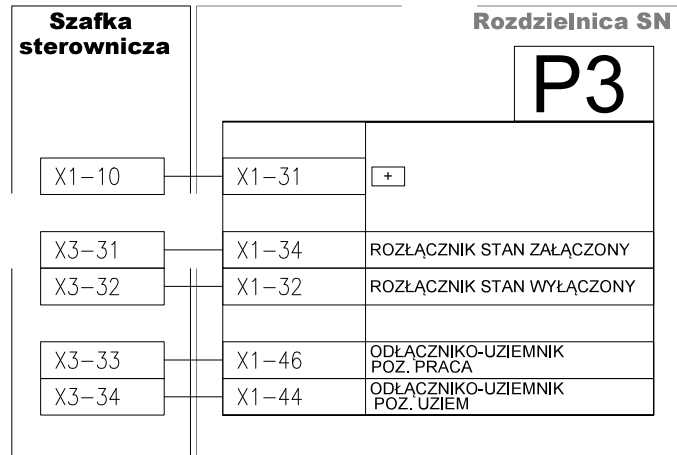 Szafka
sterownicza
Rozdzielnica SN
P3
X1-10 X1-31 +
X3-31 X1-34 ROZŁĄCZNIK STAN ZAŁĄCZONY
X3-32 X1-32 ROZŁĄCZNIK STAN WYŁĄCZONY
X3-33 X1-46 ODŁĄCZNIKO-UZIEMNIK
POZ. PRACA
X3-34 X1-44 ODŁĄCZNIKO-UZIEMNIK
POZ. UZIEM